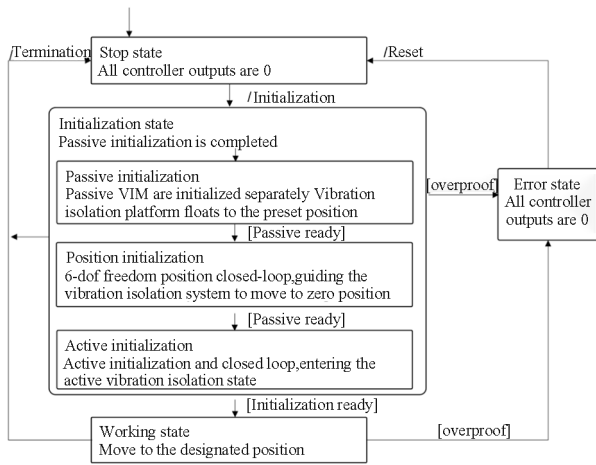 /Termination
Stop state
All controller outputs are 0
/Reset
/Initialization
Initialization state
Passive initialization is completed
Passive initialization
Passive VIM are initialized separately Vibration
isolation platform floats to the preset position
[overproof]
Error state
All controller
outputs are 0
[Passive ready]
Position initialization
6-dof freedom position closed-loop,guiding the
vibration isolation system to move to zero position
[Passive ready]
Active initialization
Active initialization and closed loop,entering the
active vibration isolation state
[Initialization ready]
Working state
Move to the designated position
[overproof]